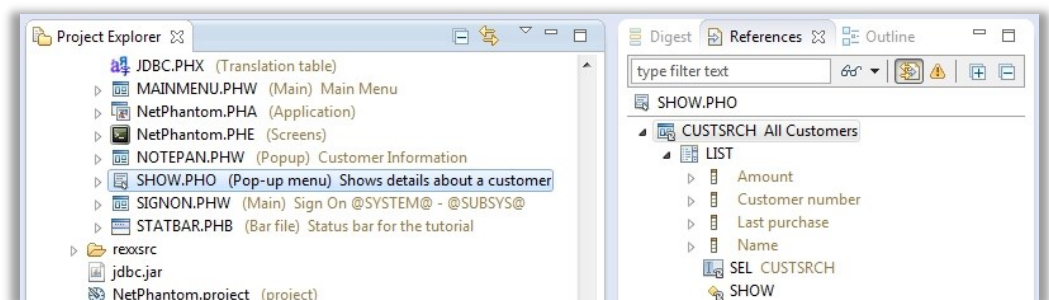 Project Explorer
JDBC.PHX (Translation table)
MAINMENU.PHW (Main) Main Menu
NetPhantom.PHA (Application)
NetPhantom.PHE (Screens)
NOTEPAN.PHW (Popup) Customer Information
SHOW.PHO (Pop-up menu) Shows details about a customer
SIGNON.PHW (Main) Sign On @SYSTEM@ - @SUBSYS@
STATBAR.PHB (Bar file) Status bar for the tutorial
rexxsrc
jdbc.jar
NetPhantom.project (project)
Digest References Outline
type filter text
SHOW.PHO
CUSTSRCH All Customers
LIST
Amount
Customer number
Last purchase
Name
SEL CUSTSRCH
SHOW